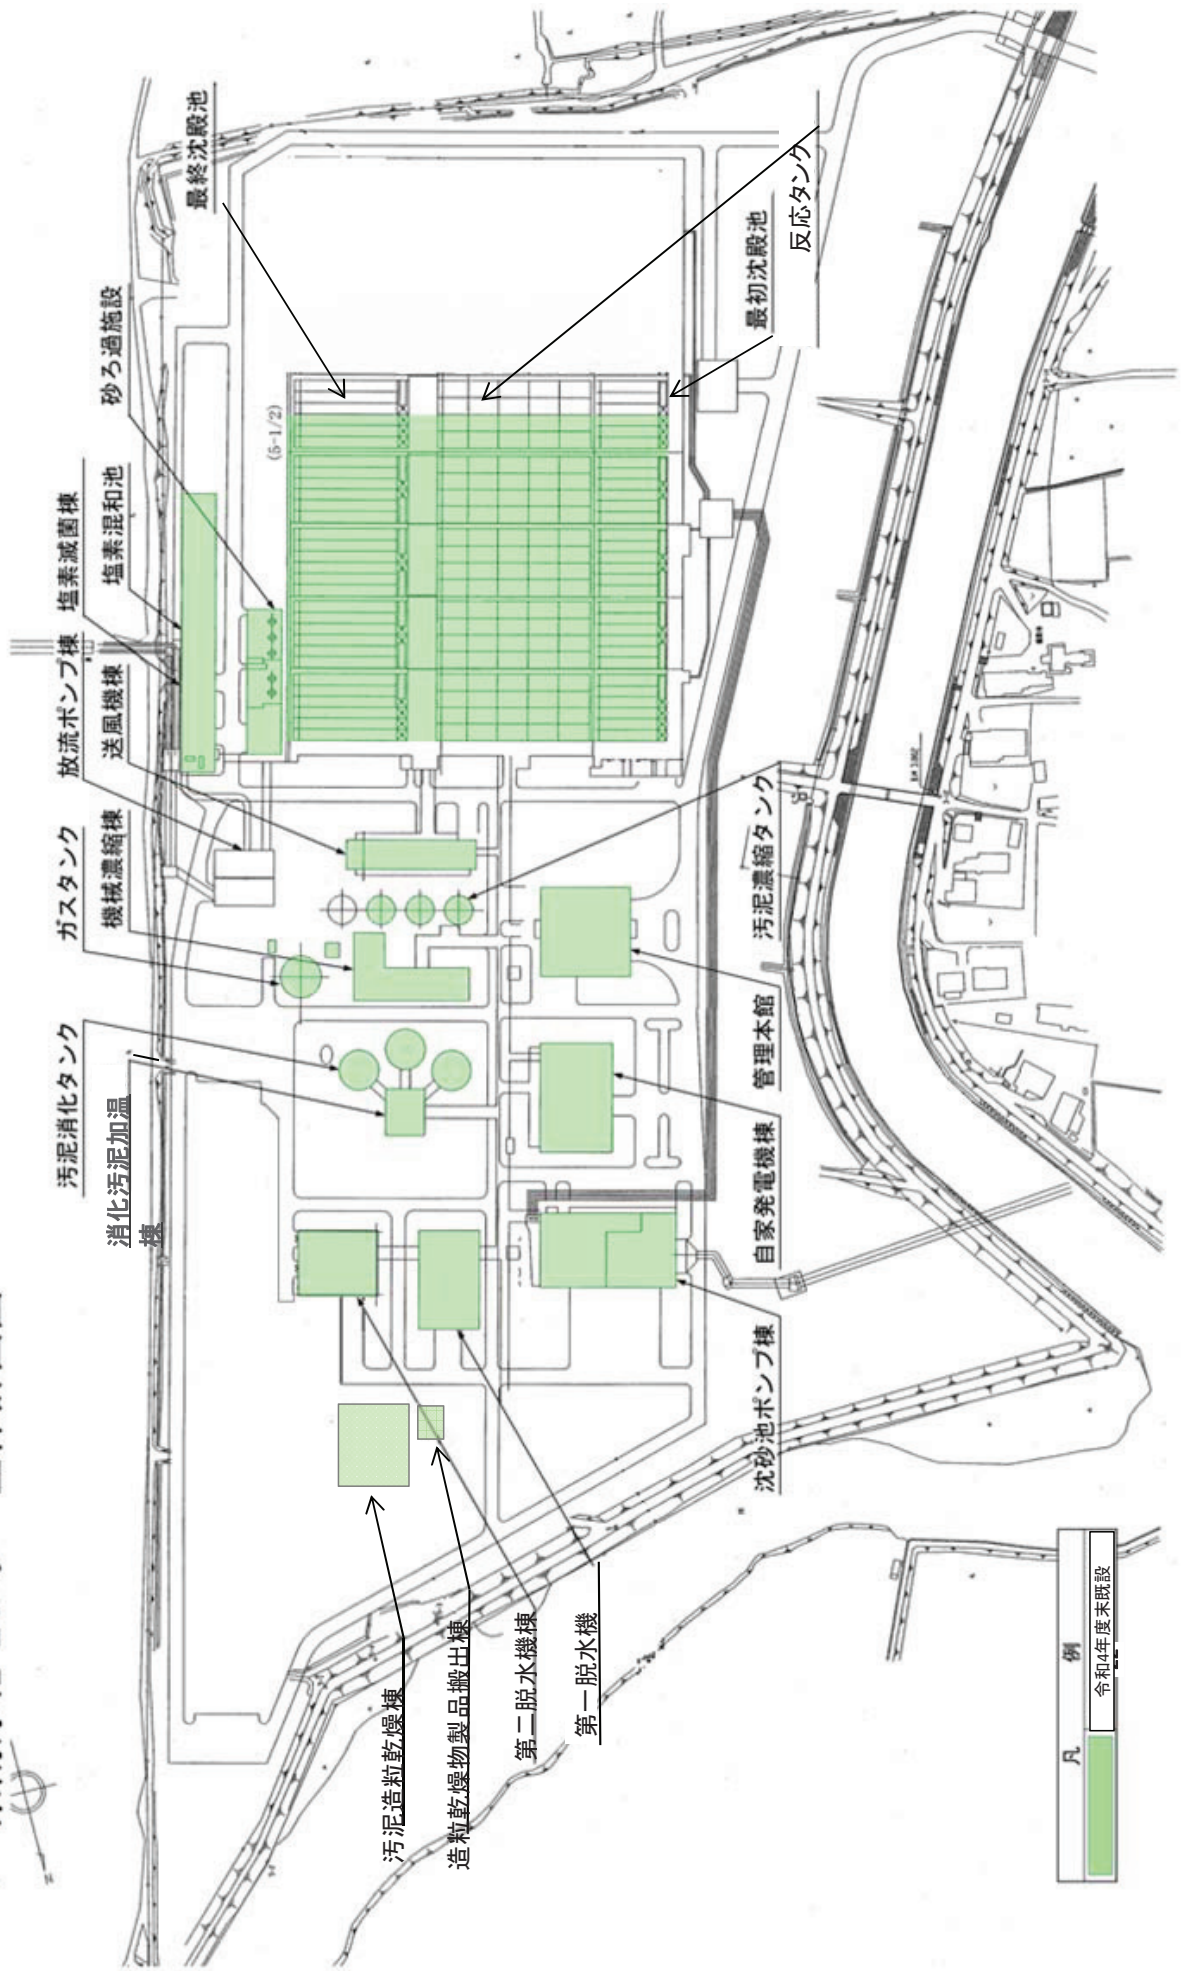 最終沈殿池
砂ろ過施設
(5-1/2)
塩素混和池
塩素滅菌棟
放流ポンプ棟
送風機棟
機械濃縮棟
ガスタンク
汚泥消化タンク
消化汚泥加温
棟
反応タンク
最初沈殿池
汚泥濃縮タンク
管理本館
自家発電機棟
沈砂池ポンプ棟
汚泥造粒乾燥棟
造粒乾燥物製品搬出棟
第二脱水機棟
第一脱水機
凡 例
令和4年度末既設